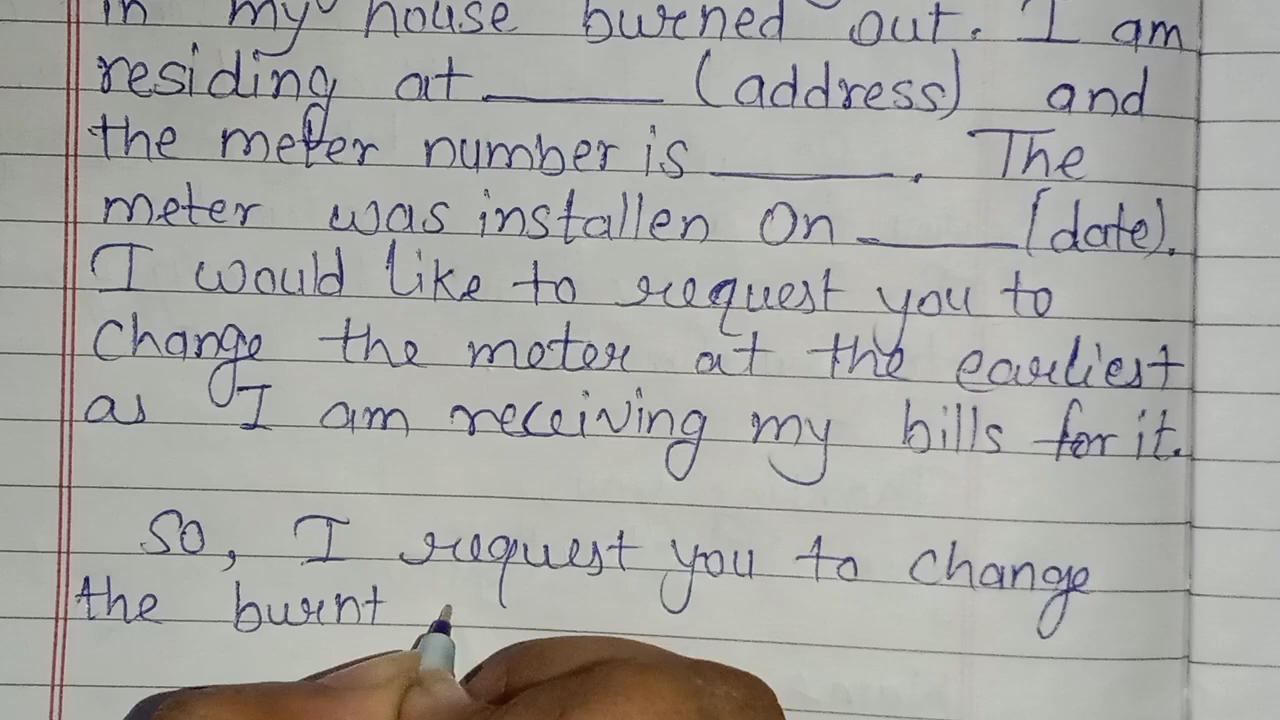 in my house burned out. I am
residing at ______ (address) and
the meter number is ______. The
meter was installen On ______ (date).
I would like to request you to
change the moter at the earliest
as I am receiving my bills for it.
So, I request you to change
the burnt